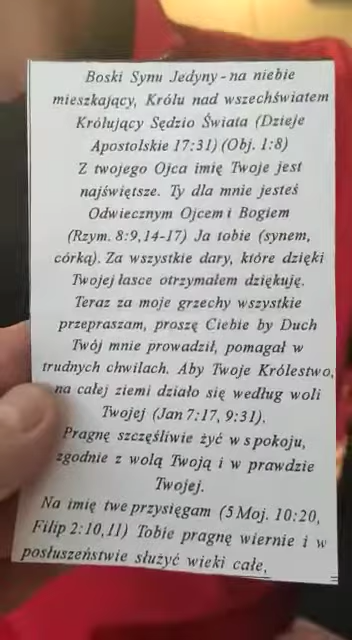 Boski Synu Jedyny - na niebie
mieszkający, Królu nad wszechświatem
Królujący Sędzio Świata (Dzieje
Apostolskie 17:31) (Obj. 1:8)
Z twojego Ojca imię Twoje jest
najświętsze. Ty dla mnie jesteś
Odwiecznym Ojcem i Bogiem
(Rzym. 8:9,14-17) Ja tobie (synem,
córką). Za wszystkie dary, które dzięki
Twojej łasce otrzymałem dziękuję.
Teraz za moje grzechy wszystkie
przepraszam, proszę Ciebie by Duch
Twój mnie prowadził, pomagał w
trudnych chwilach. Aby Twoje Królestwo,
na całej ziemi działo się według woli
Twojej (Jan 7:17, 9:31).
Pragnę szczęśliwie żyć w spokoju,
zgodnie z wolą Twoją i w prawdzie
Twojej.
Na imię twe przysięgam (5 Moj. 10:20,
Filip 2:10,11) Tobie pragnę wiernie i w
posłuszeństwie służyć wieki całe,